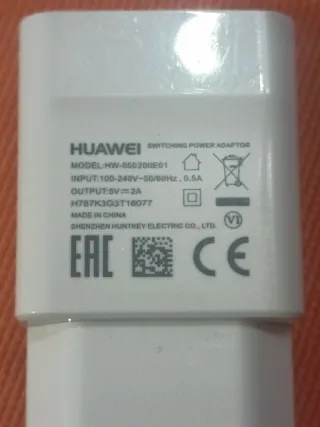 HUAWEI SWITCHING POWER ADAPTOR
MODEL:HW-050200E01
INPUT:100-240V~50/60Hz, 0.5A
OUTPUT:5V⎓2A
H787K3G3T16077
MADE IN CHINA
SHENZHEN HUNTKEY ELECTRIC CO., LTD.
VI
EAC CE